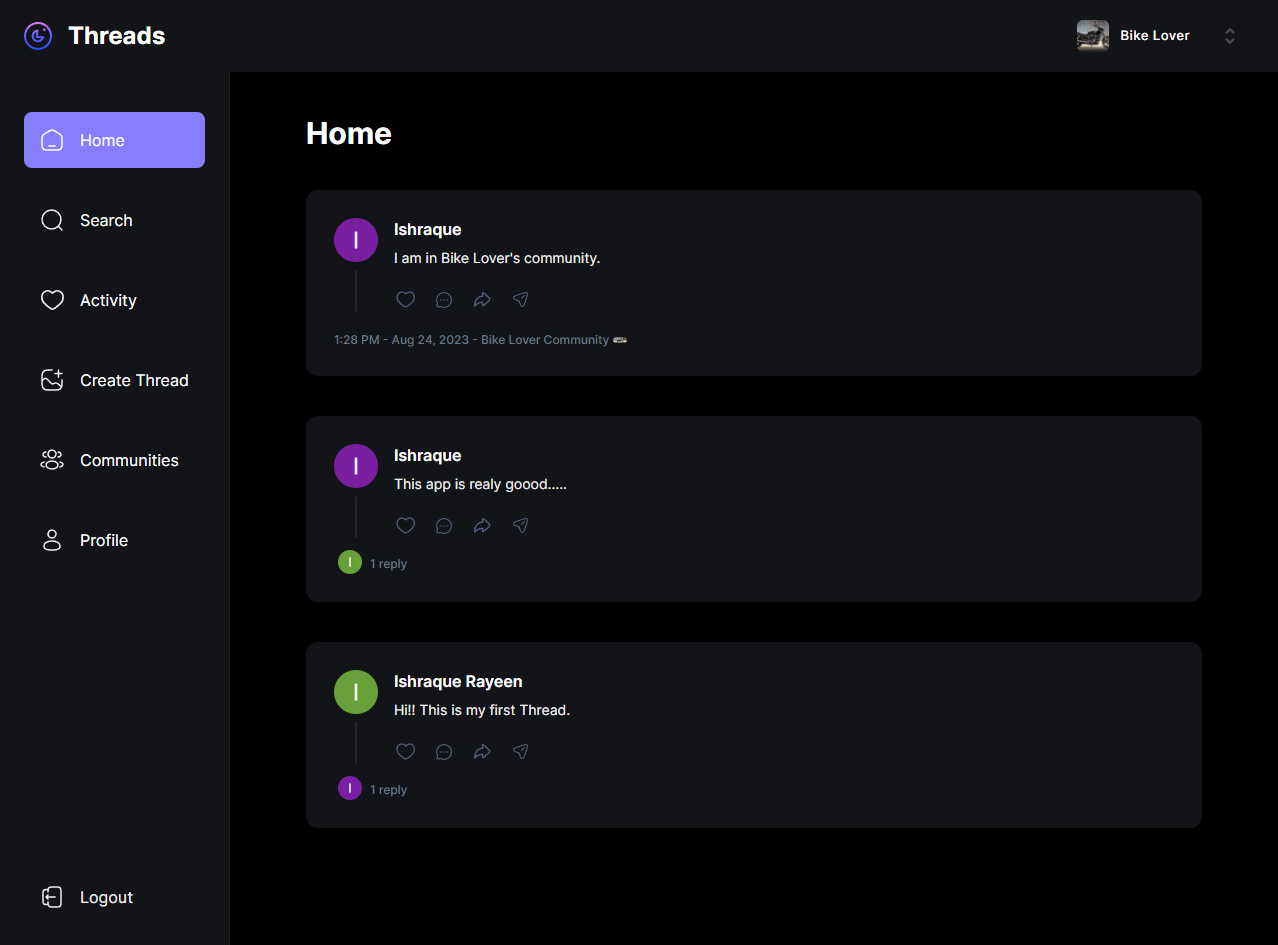 Threads
Bike Lover
Home
Search
Activity
Create Thread
Communities
Profile
Logout
Home
I
Ishraque
I am in Bike Lover's community.
1:28 PM - Aug 24, 2023 - Bike Lover Community
I
Ishraque
This app is realy goood.....
I
1 reply
I
Ishraque Rayeen
Hi!! This is my first Thread.
I
1 reply